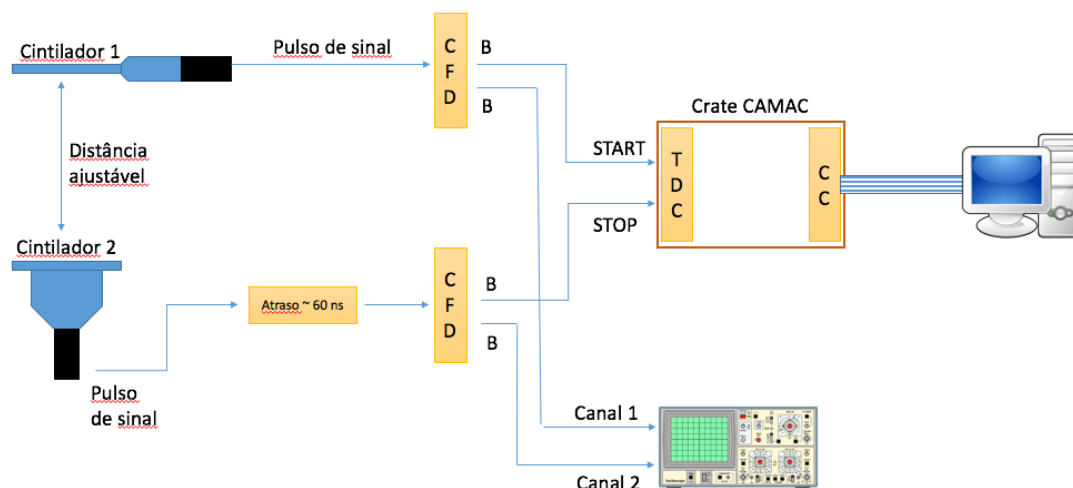 Cintilador 1
Pulso de sinal
C
F
D
B
B
Crate CAMAC
Distância
ajustável
START
T
D
C
C
C
STOP
Cintilador 2
Atraso ~ 60 ns
C
F
D
B
B
Pulso
de sinal
Canal 1
Canal 2